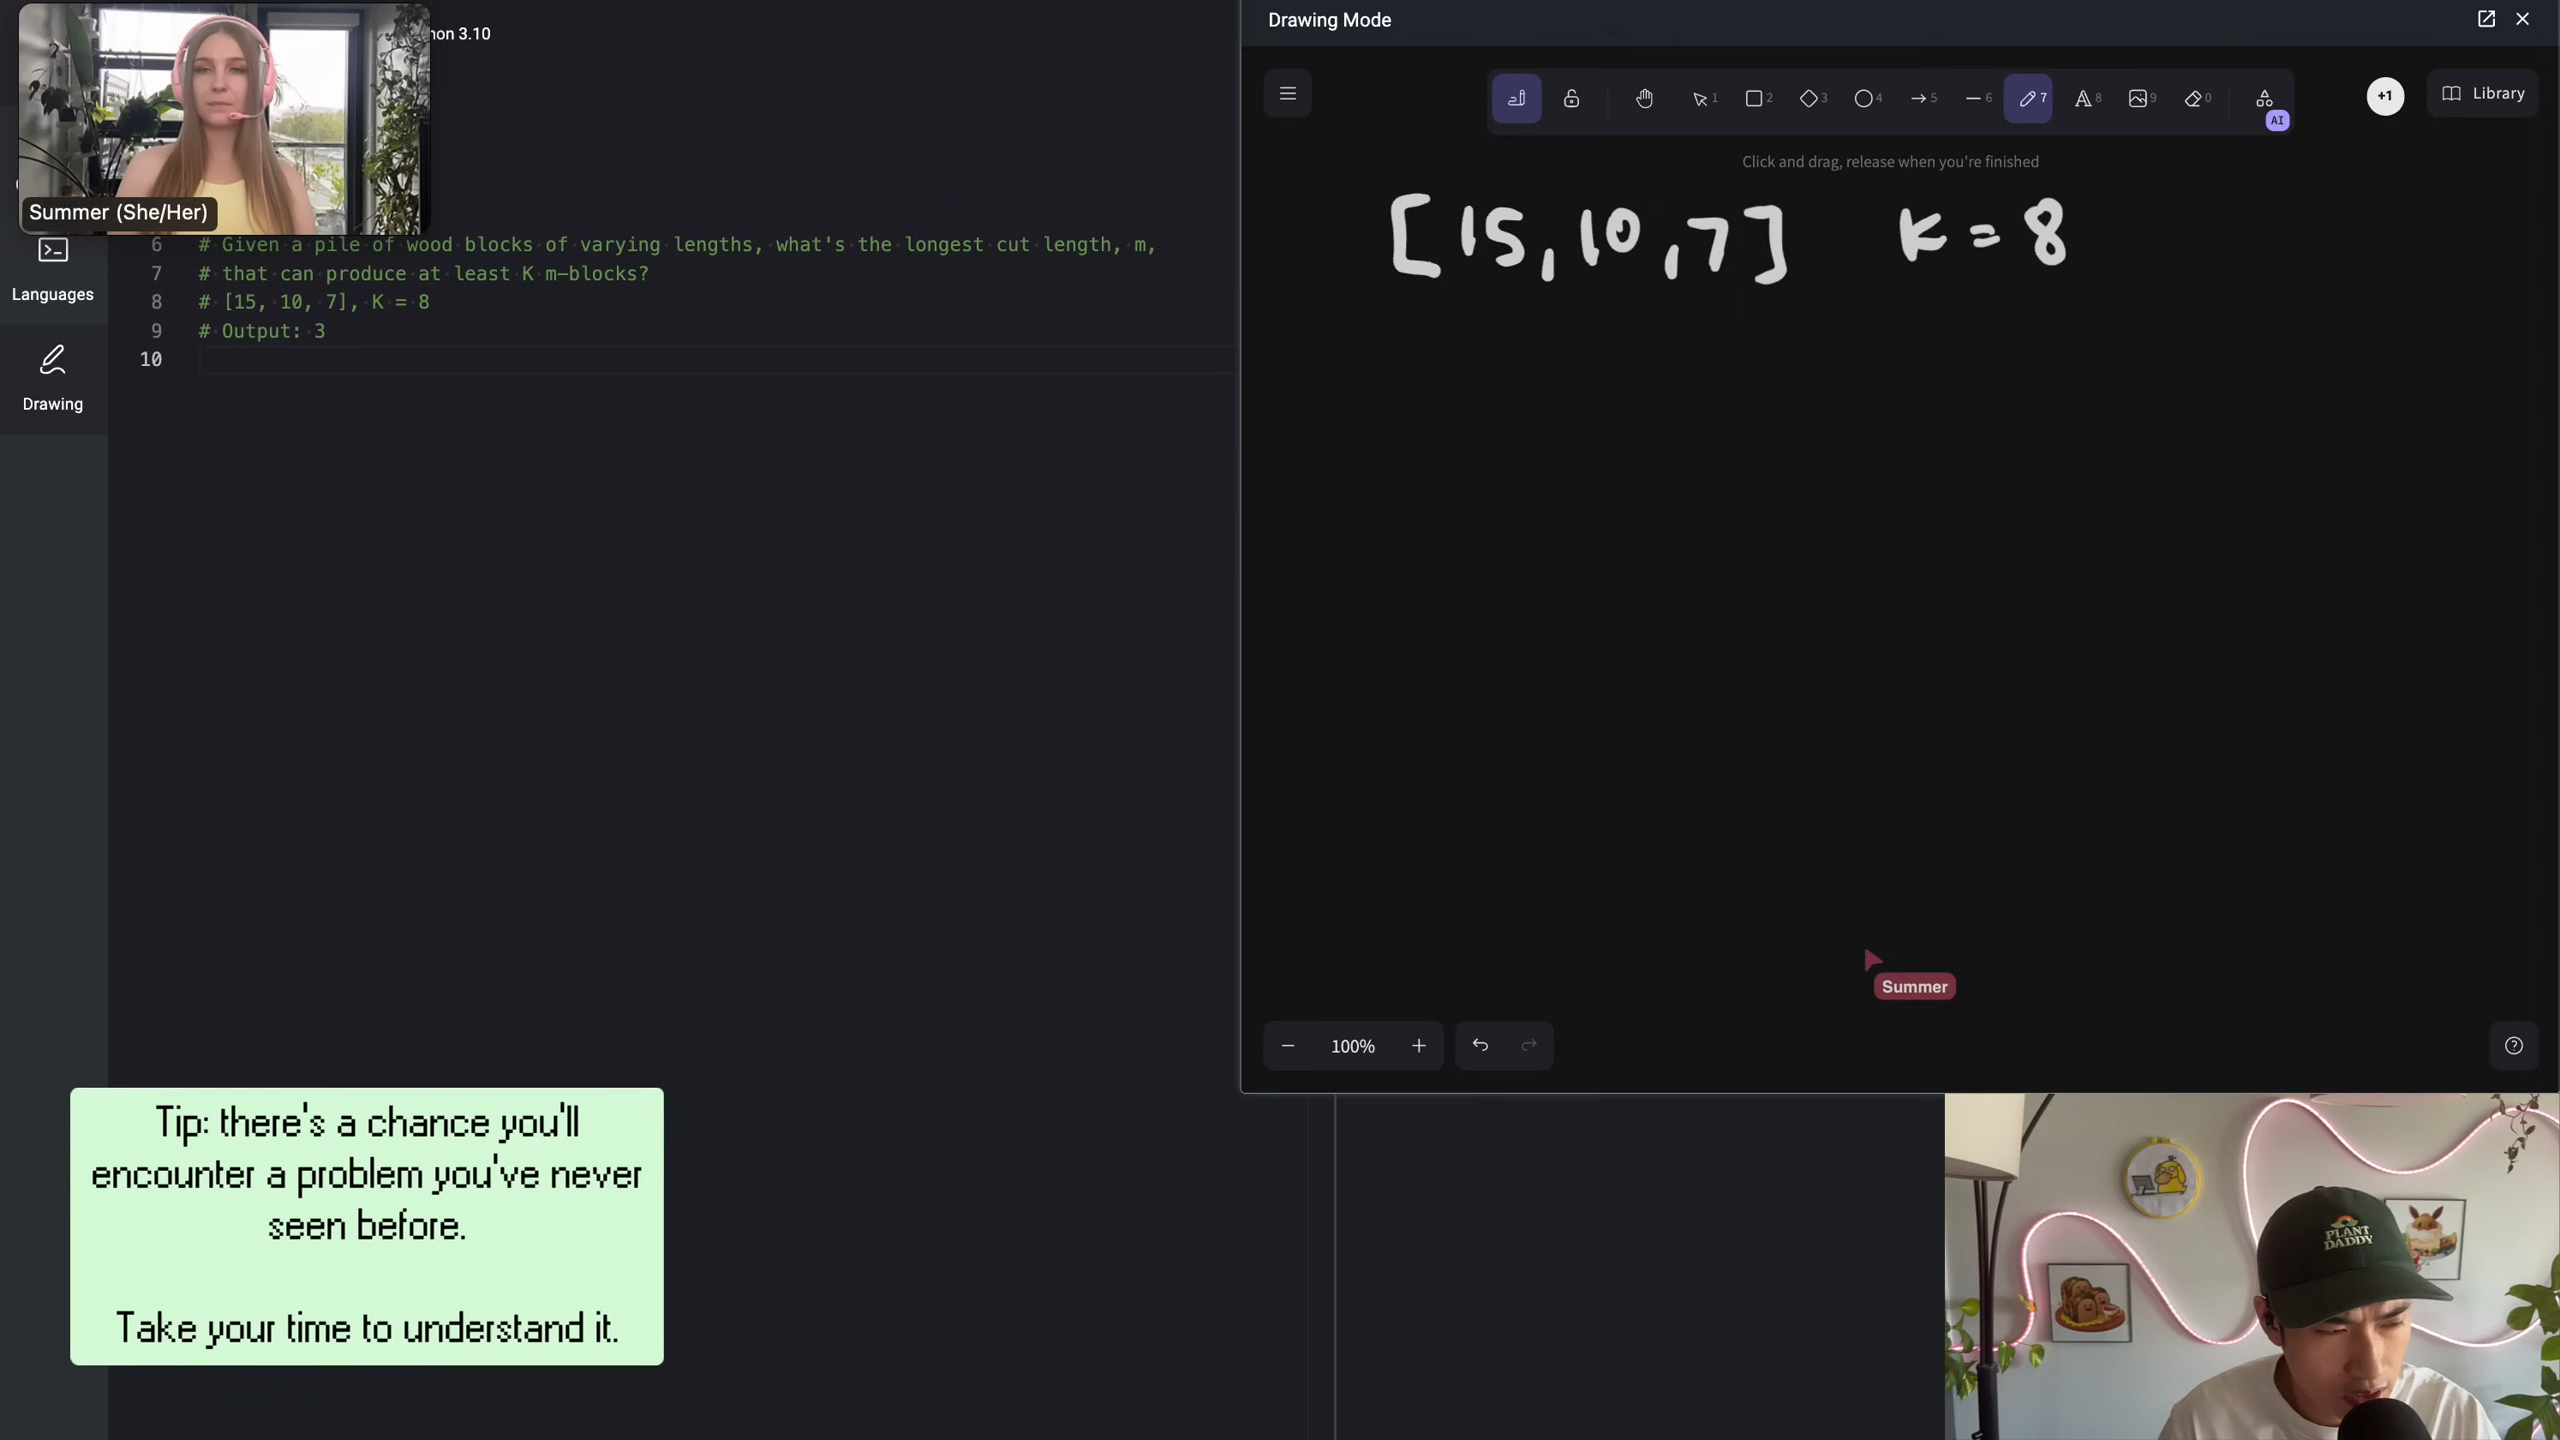 Drawing Mode
hon 3.10
1
2
3
4
5
6
7
8
9
0
AI
+1
Library
Click and drag, release when you're finished
Summer (She/Her)
[15, 10, 7] K = 8
6 # Given a pile of wood blocks of varying lengths, what's the longest cut length, m,
7 # that can produce at least K m-blocks?
Languages
8 # [15, 10, 7], K = 8
9 # Output: 3
10
Drawing
Summer
100%
Tip: there's a chance you'll
encounter a problem you've never
seen before.
Take your time to understand it.
PLANT
DADDY